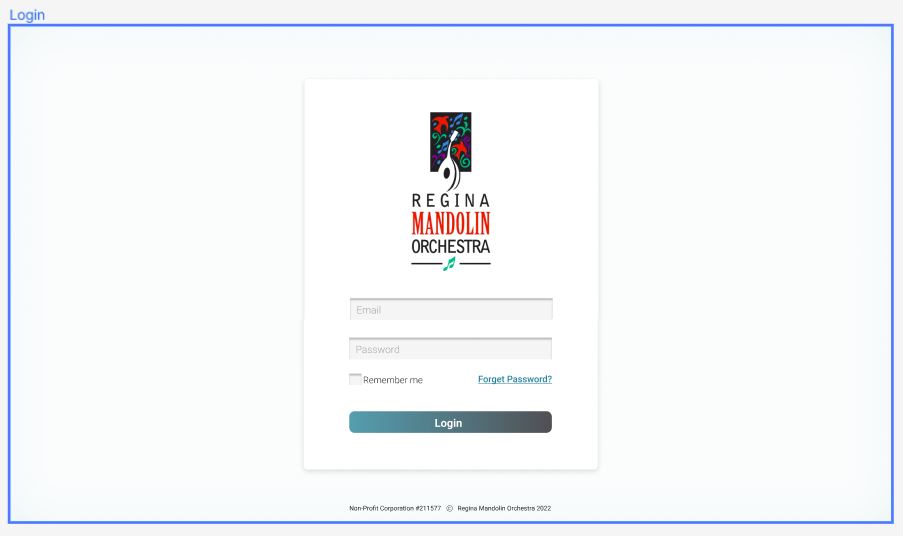 Login
REGINA
MANDOLIN
ORCHESTRA
Email
Password
Remember me Forget Password?
Login
Non-Profit Corporation #211577 © Regina Mandolin Orchestra 2022